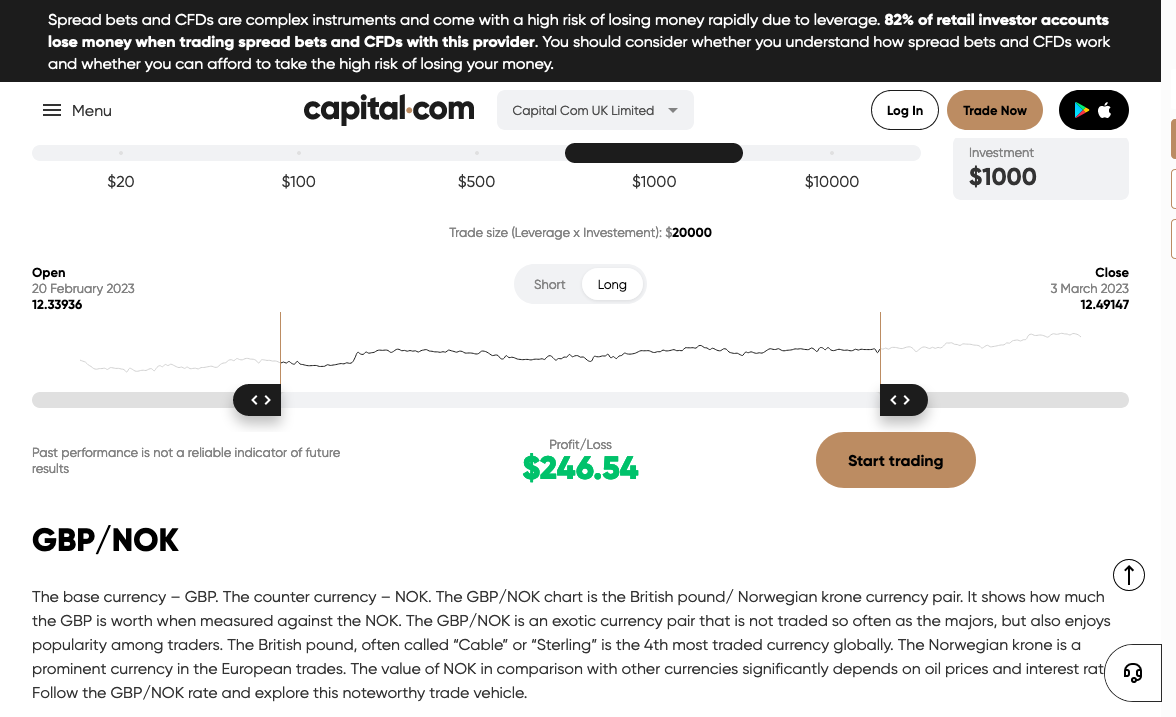 Spread bets and CFDs are complex instruments and come with a high risk of losing money rapidly due to leverage. 82% of retail investor accounts
lose money when trading spread bets and CFDs with this provider. You should consider whether you understand how spread bets and CFDs work
and whether you can afford to take the high risk of losing your money.
Menu
capital.com
Capital Com UK Limited
Log In
Trade Now
Investment
$1000
$20
$100
$500
$1000
$10000
Trade size (Leverage x Investement): $20000
Open
20 February 2023
12.33936
Short
Long
Close
3 March 2023
12.49147
Past performance is not a reliable indicator of future
results
Profit/Loss
$246.54
Start trading
GBP/NOK
The base currency – GBP. The counter currency – NOK. The GBP/NOK chart is the British pound/ Norwegian krone currency pair. It shows how much
the GBP is worth when measured against the NOK. The GBP/NOK is an exotic currency pair that is not traded so often as the majors, but also enjoys
popularity among traders. The British pound, often called “Cable” or “Sterling” is the 4th most traded currency globally. The Norwegian krone is a
prominent currency in the European trades. The value of NOK in comparison with other currencies significantly depends on oil prices and interest rat
Follow the GBP/NOK rate and explore this noteworthy trade vehicle.